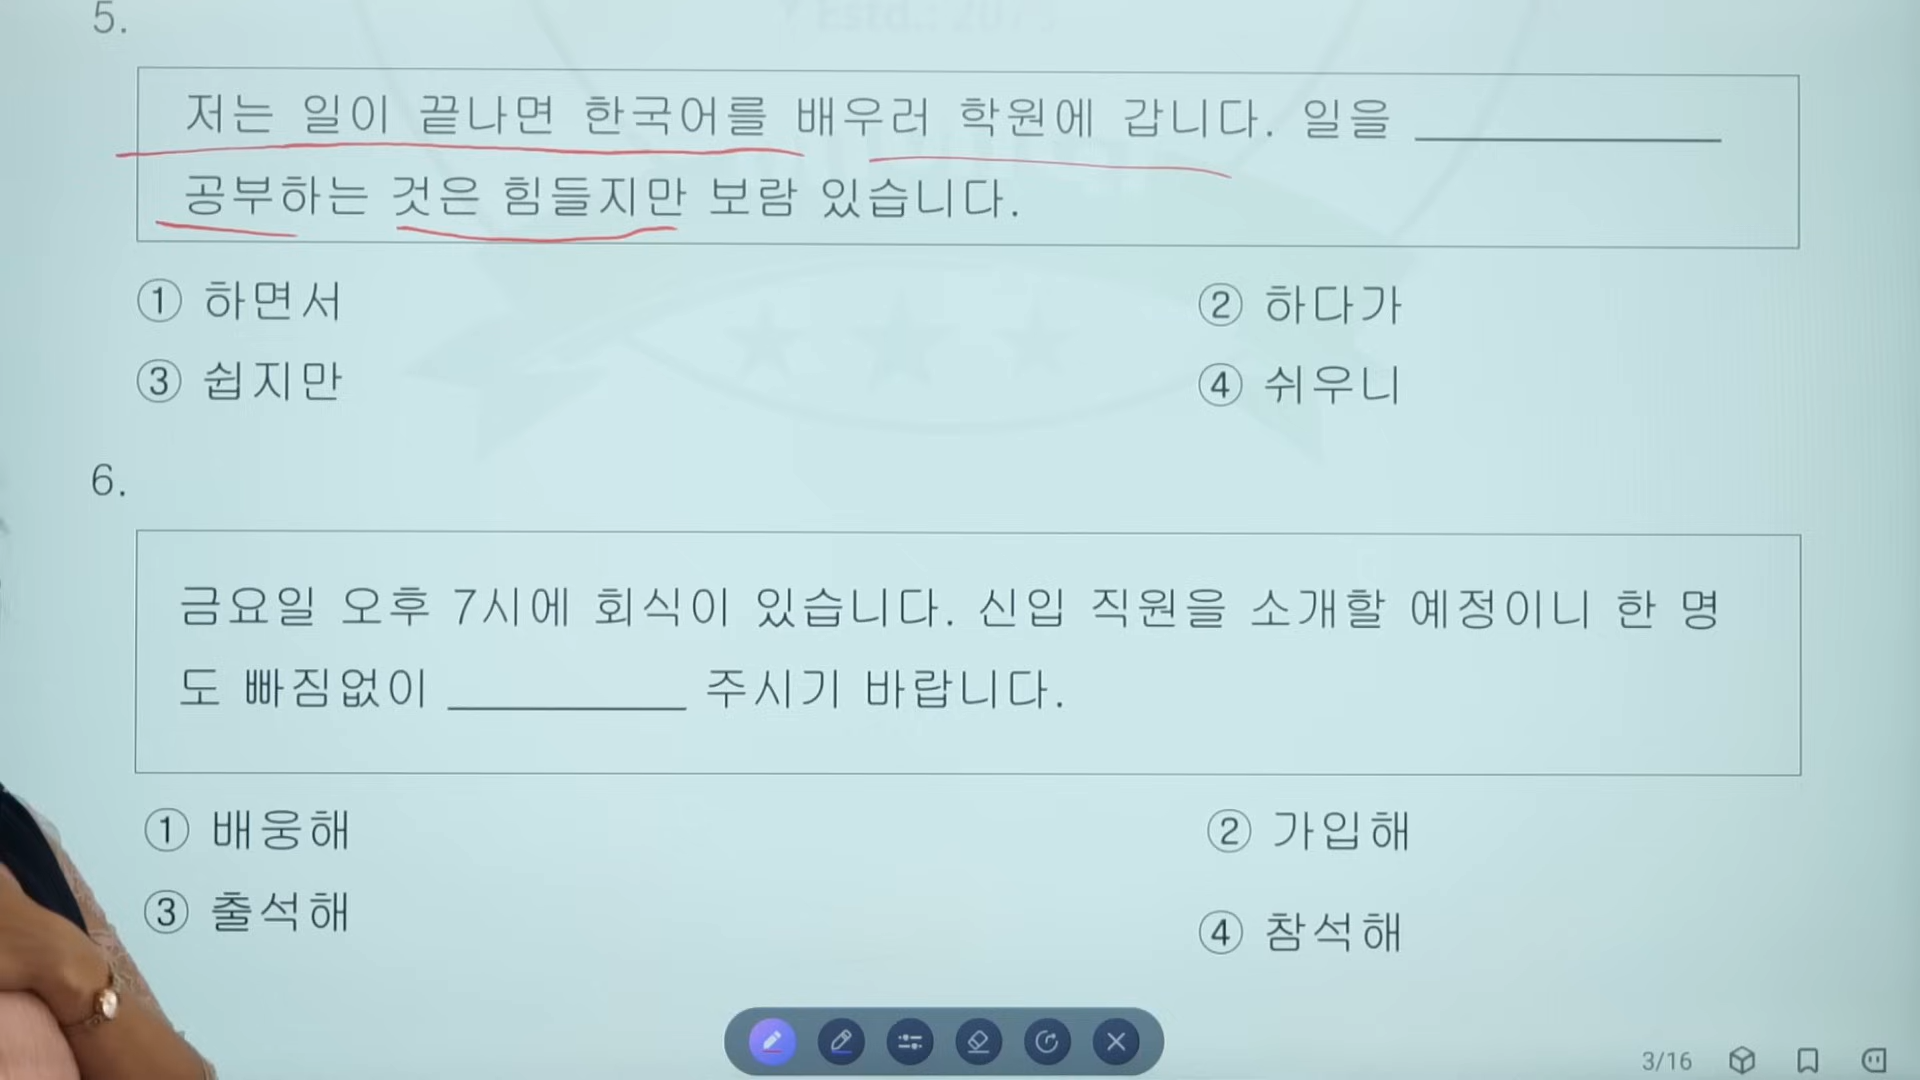 Estd.: 2073
5.
저는 일이 끝나면 한국어를 배우러 학원에 갑니다. 일을 ____________
공부하는 것은 힘들지만 보람 있습니다.
① 하면서
② 하다가
③ 쉽지만
④ 쉬우니
6.
금요일 오후 7시에 회식이 있습니다. 신입 직원을 소개할 예정이니 한 명
도 빠짐없이 __________ 주시기 바랍니다.
① 배웅해
② 가입해
③ 출석해
④ 참석해
3/16